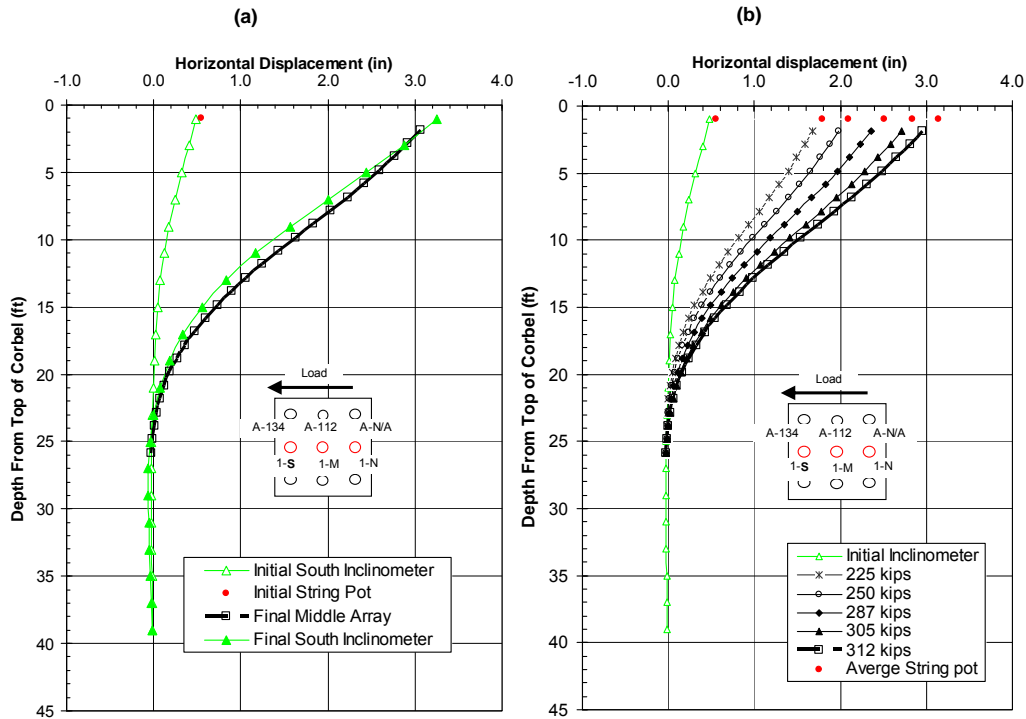 (a)
Horizontal Displacement (in)
-1.0 0.0 1.0 2.0 3.0 4.0
0
5
10
15
20
25
30
35
40
45
Depth From Top of Corbel (ft)
Load
A-134 A-112 A-N/A
1-S 1-M 1-N
Initial South Inclinometer
Initial String Pot
Final Middle Array
Final South Inclinometer
(b)
Horizontal displacement (in)
-1.0 0.0 1.0 2.0 3.0 4.0
0
5
10
15
20
25
30
35
40
45
Depth From Top of Corbel (ft)
Load
A-134 A-112 A-N/A
1-S 1-M 1-N
Initial Inclinometer
225 kips
250 kips
287 kips
305 kips
312 kips
Averge String pot